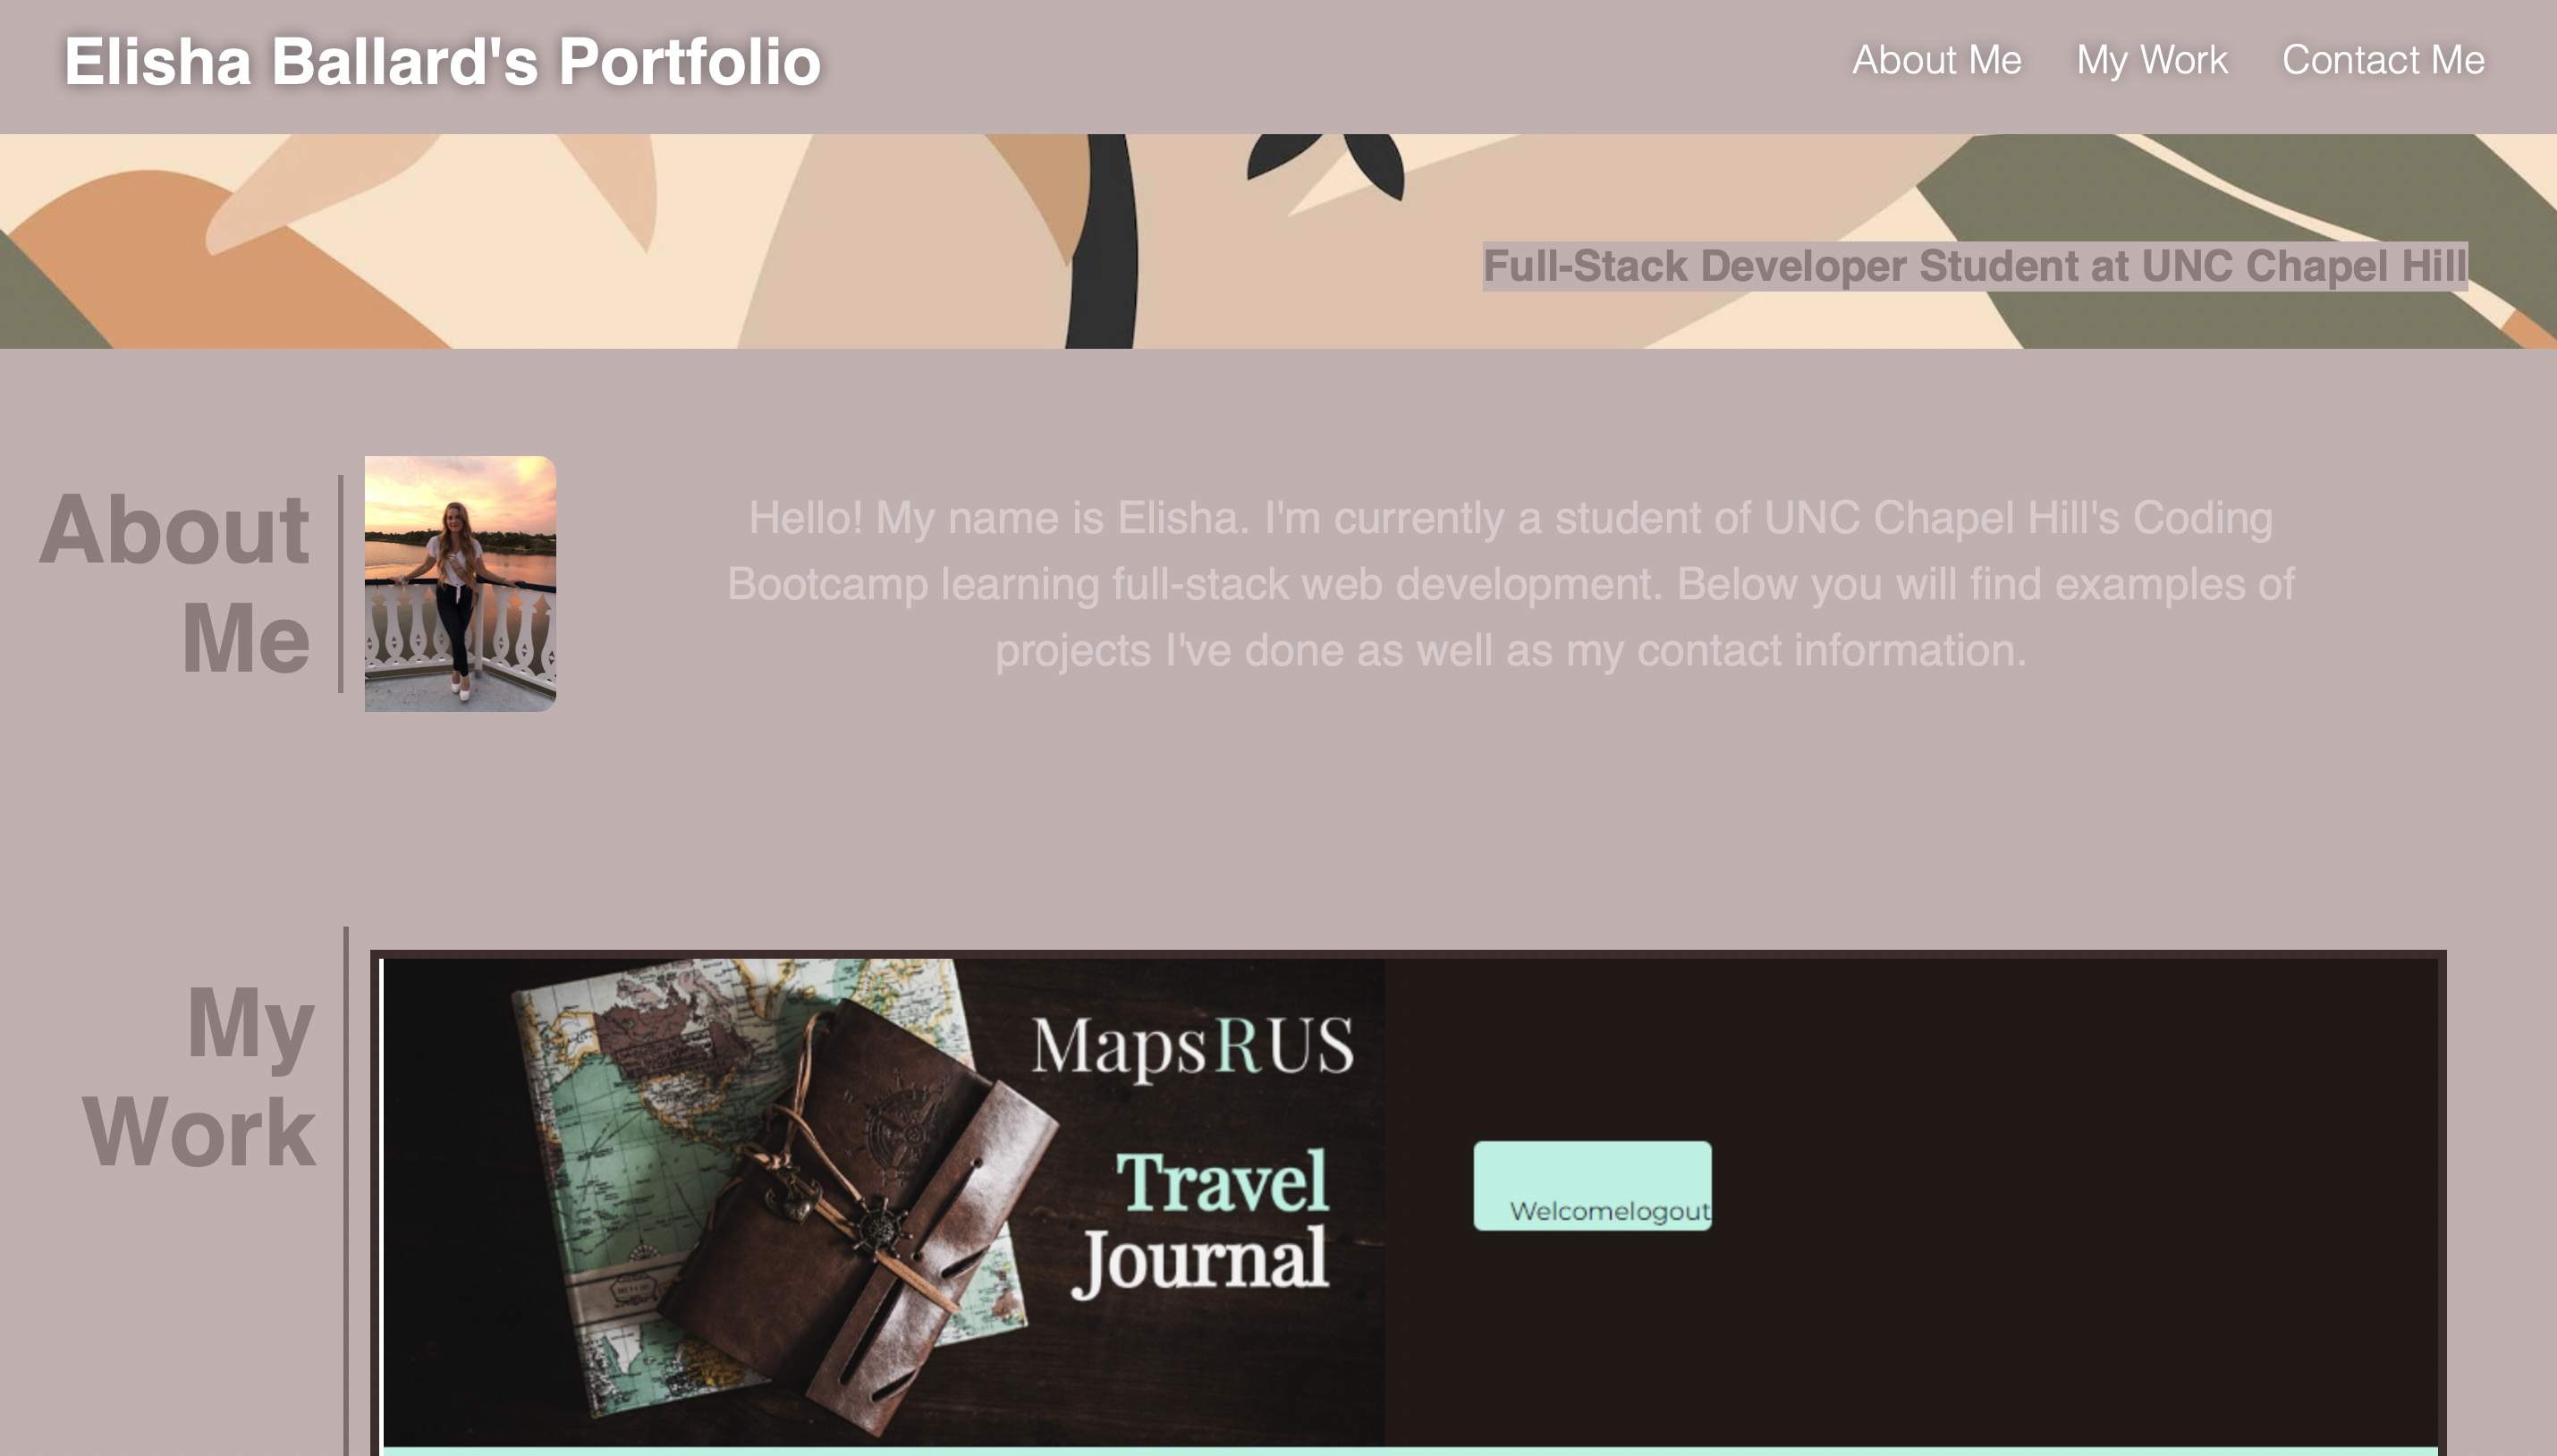 Elisha Ballard's Portfolio
About Me My Work Contact Me
Full-Stack Developer Student at UNC Chapel Hill
About
Me
Hello! My name is Elisha. I'm currently a student of UNC Chapel Hill's Coding
Bootcamp learning full-stack web development. Below you will find examples of
projects I've done as well as my contact information.
My
Work
MapsRUS
Travel
Journal
Welcomelogout